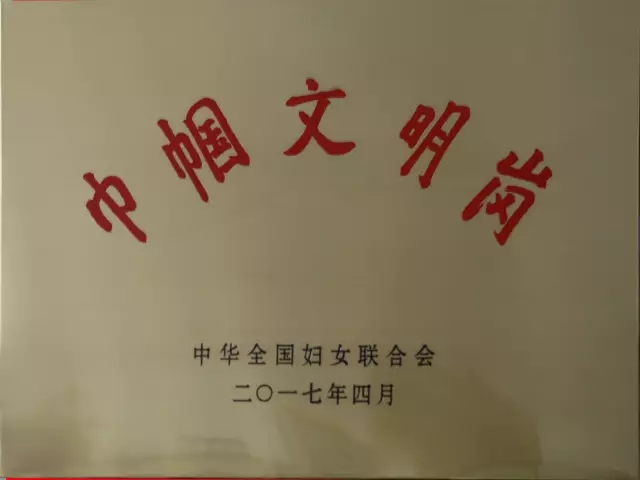 巾帼文明岗
中华全国妇女联合会
二〇一七年四月